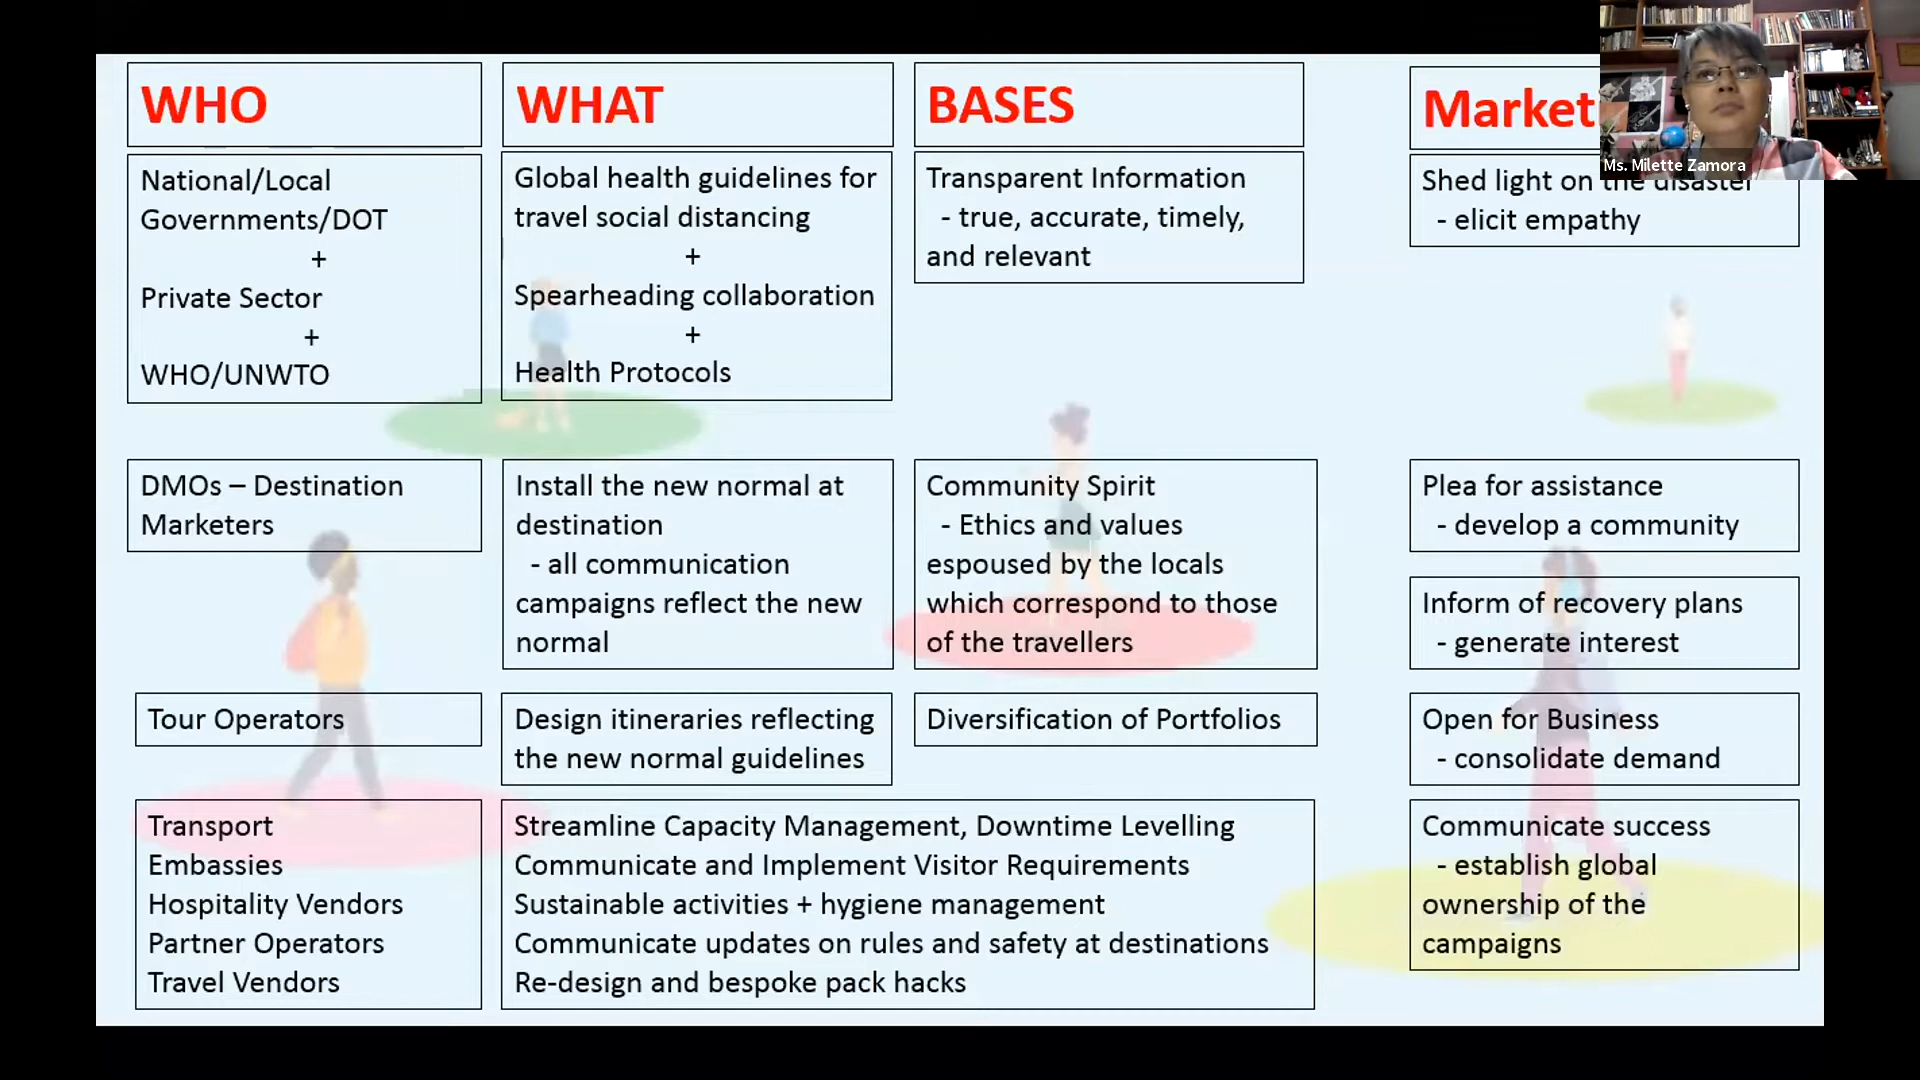 WHO
WHAT
BASES
Market
Ms. Milette Zamora
National/Local
Governments/DOT
+
Private Sector
+
WHO/UNWTO
Global health guidelines for
travel social distancing
+
Spearheading collaboration
+
Health Protocols
Transparent Information
- true, accurate, timely,
and relevant
Shed light on the disaster
- elicit empathy
DMOs – Destination
Marketers
Install the new normal at
destination
- all communication
campaigns reflect the new
normal
Community Spirit
- Ethics and values
espoused by the locals
which correspond to those
of the travellers
Plea for assistance
- develop a community
Inform of recovery plans
- generate interest
Tour Operators
Design itineraries reflecting
the new normal guidelines
Diversification of Portfolios
Open for Business
- consolidate demand
Transport
Embassies
Hospitality Vendors
Partner Operators
Travel Vendors
Streamline Capacity Management, Downtime Levelling
Communicate and Implement Visitor Requirements
Sustainable activities + hygiene management
Communicate updates on rules and safety at destinations
Re-design and bespoke pack hacks
Communicate success
- establish global
ownership of the
campaigns